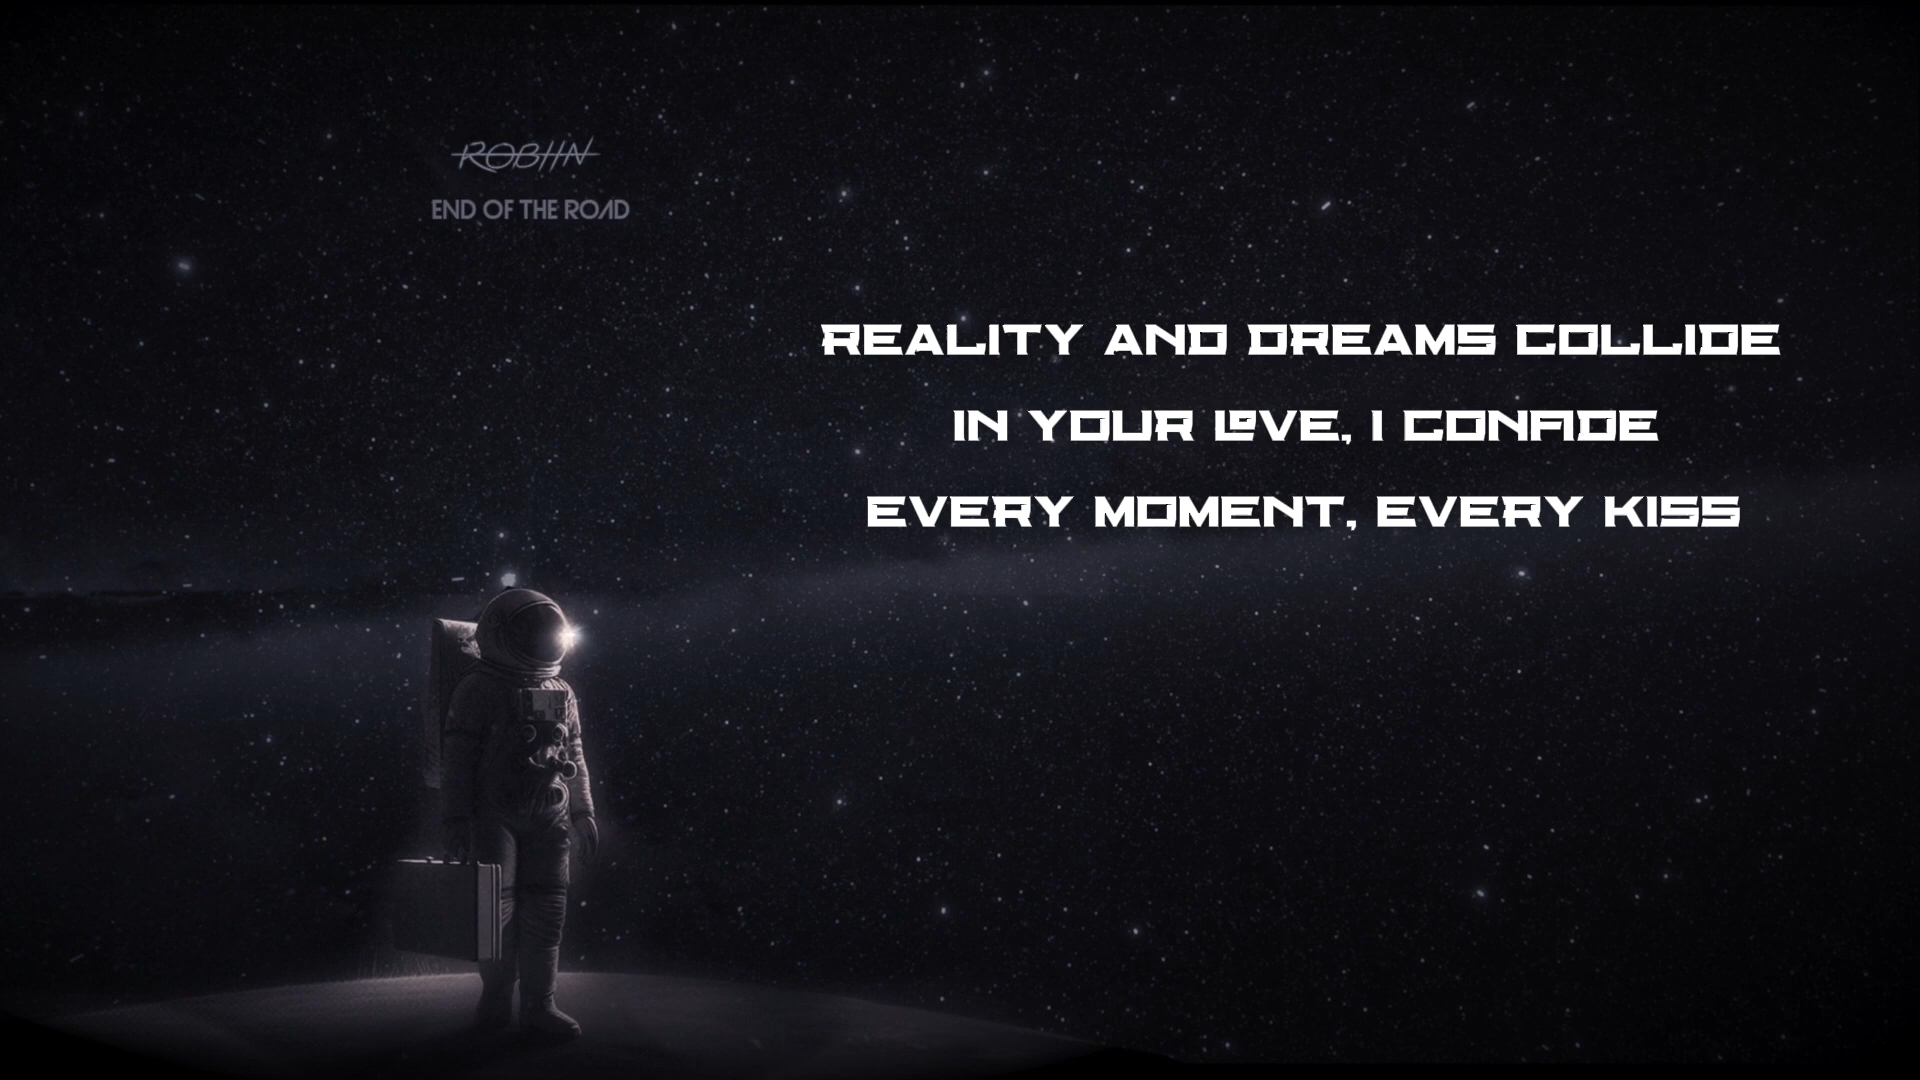 ROBIIN
END OF THE ROAD
REALITY AND DREAMS COLLIDE
IN YOUR LOVE, I CONFIDE
EVERY MOMENT, EVERY KISS